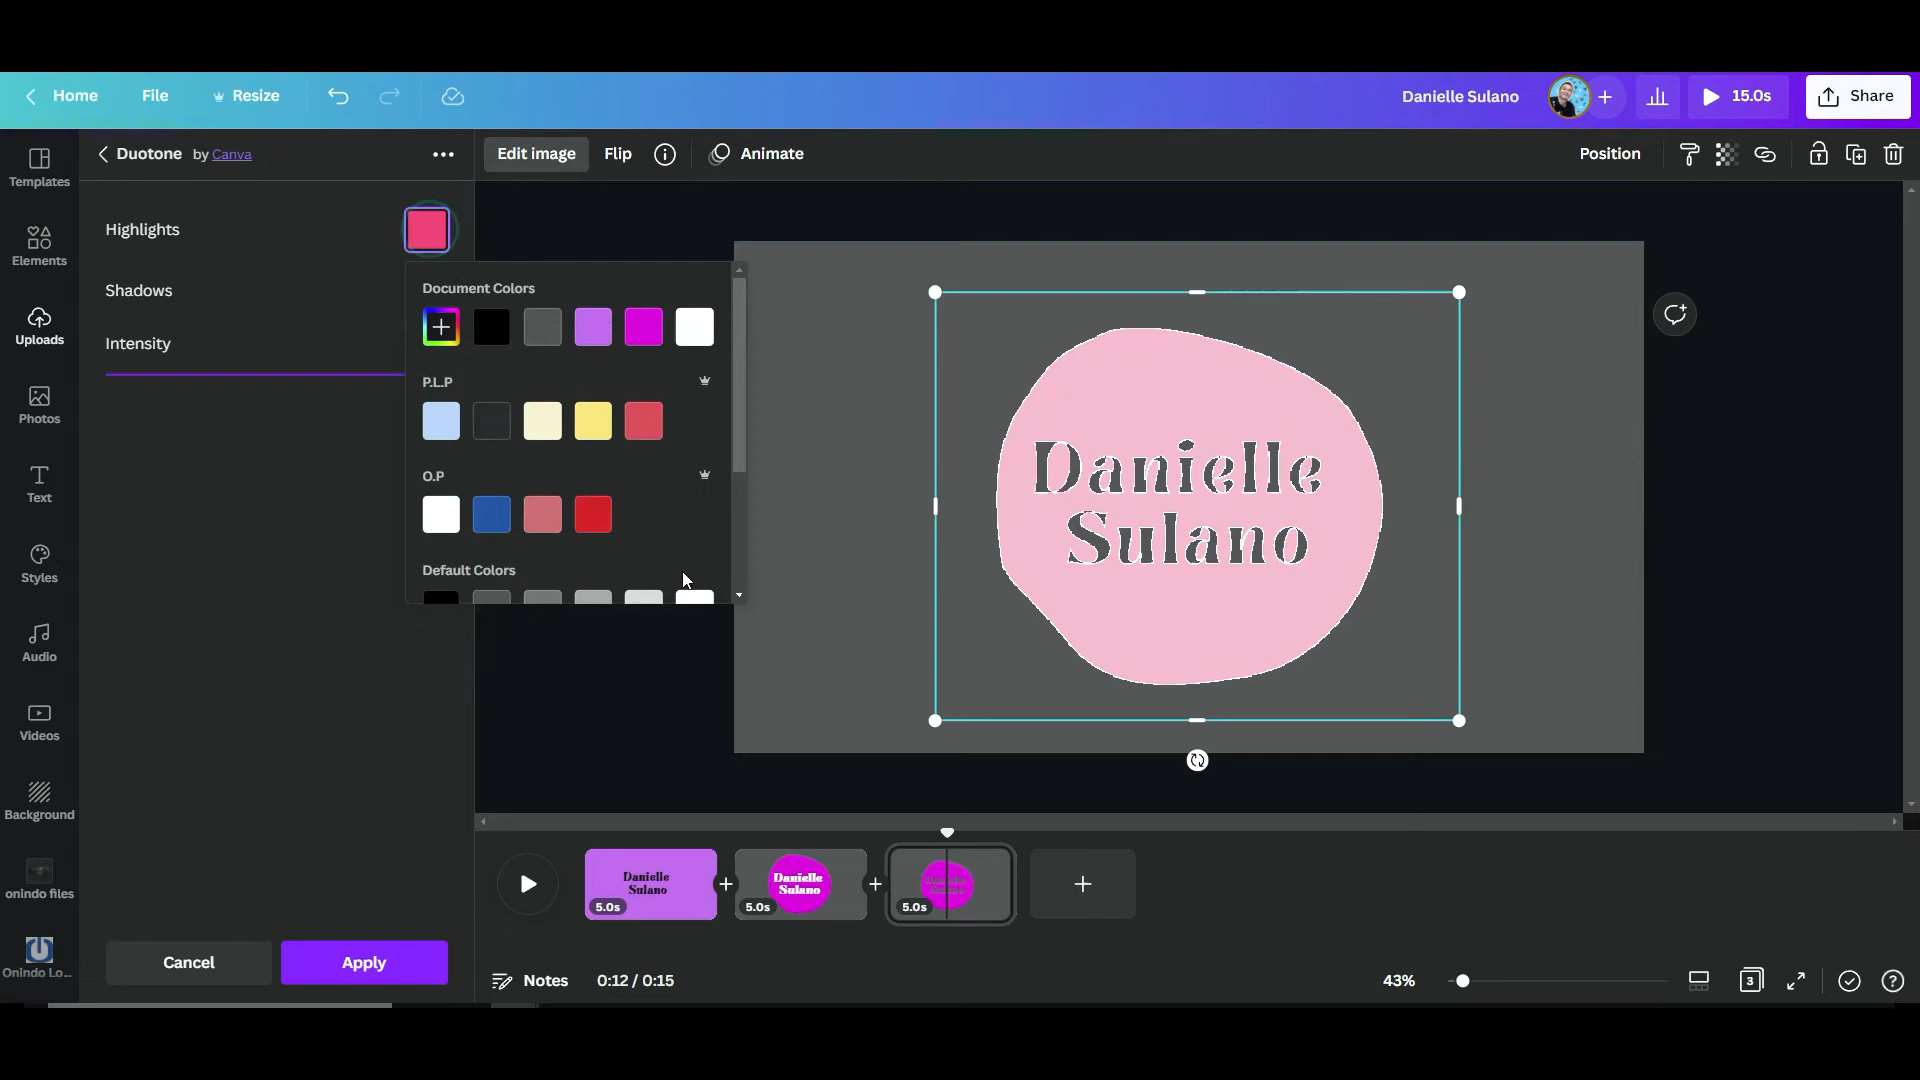 Home File Resize Danielle Sulano 15.0s Share
Duotone by Canva
Edit image Flip Animate Position
Templates
Elements
Uploads
Photos
Text
Styles
Audio
Videos
Background
onindo files
Onindo Lo...
Highlights
Shadows
Intensity
Document Colors
P.L.P
O.P
Default Colors
Cancel Apply
Danielle
Sulano
Danielle
Sulano
5.0s
Danielle
Sulano
5.0s
Danielle
Sulano
5.0s
Notes 0:12 / 0:15 43% 3